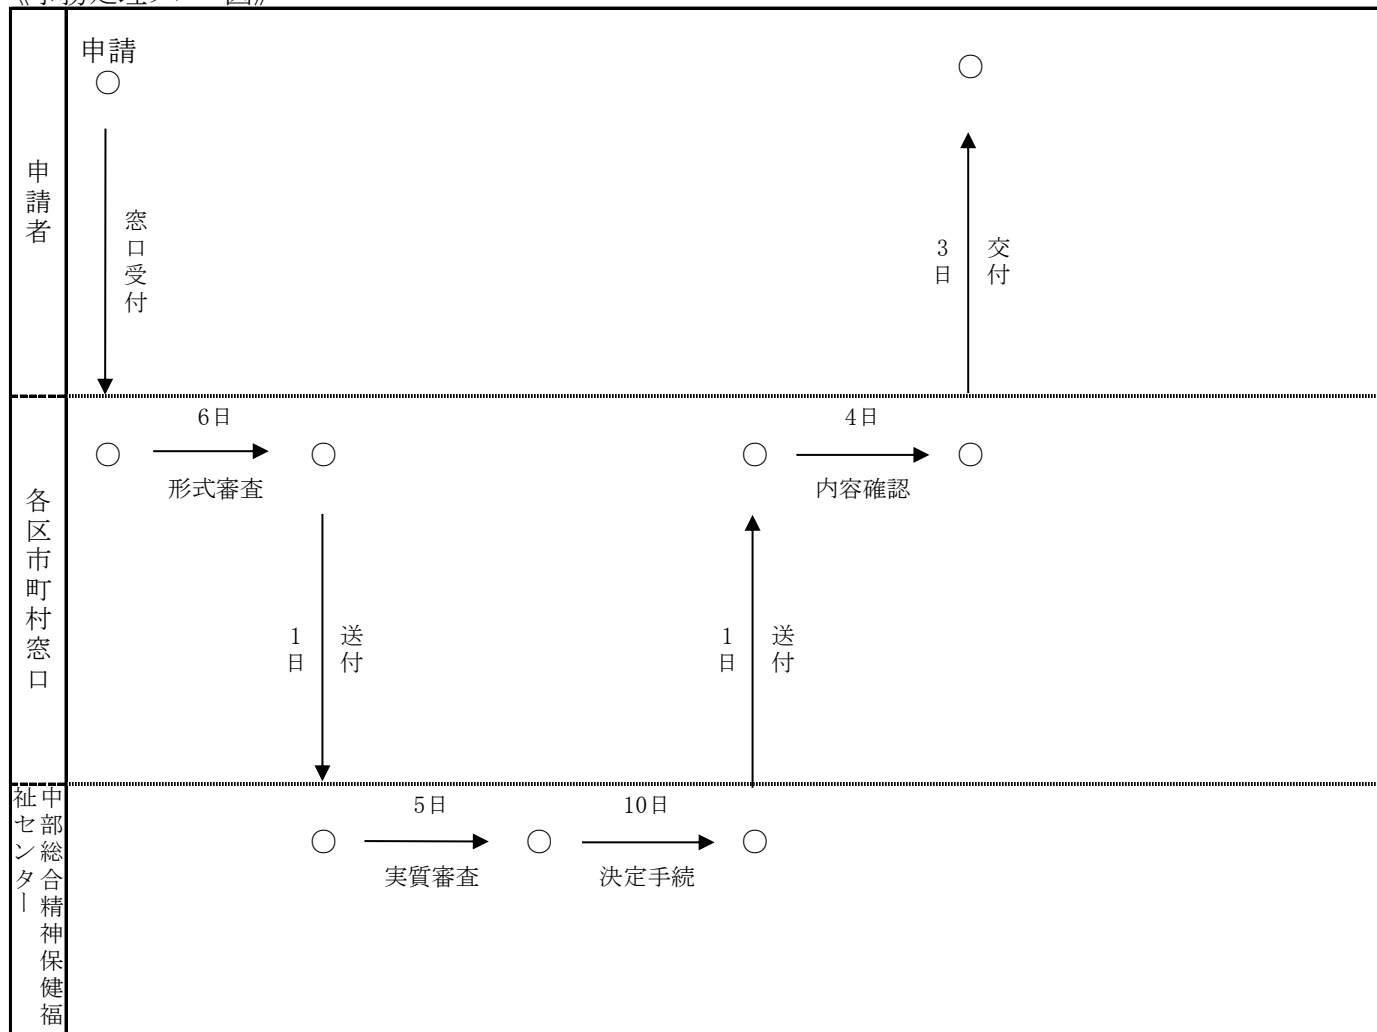 申請
申請者
窓口受付
3日
交付
各区市町村窓口
6日
形式審査
4日
内容確認
1日
送付
1日
送付
中部総合精神保健福
祉センター
5日
実質審査
10日
決定手続